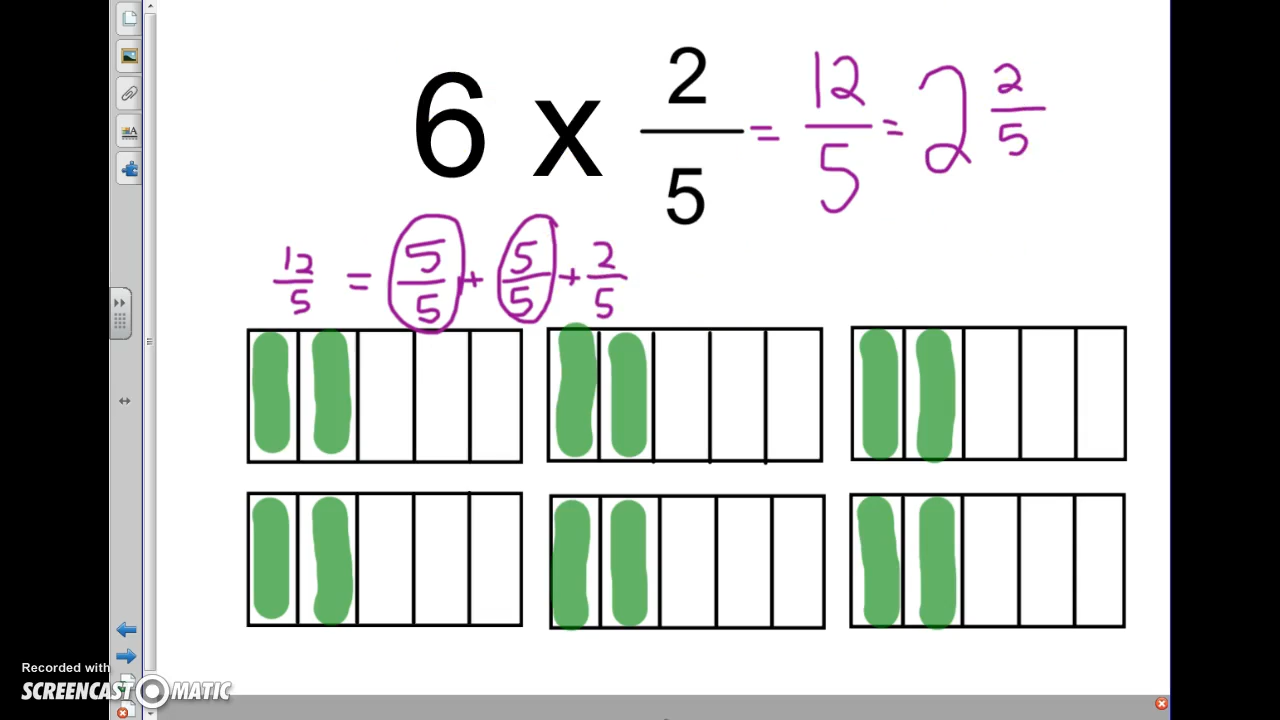 6 x 2/5 = 12/5 = 2 2/5
12/5 = 5/5 + 5/5 + 2/5
Recorded with
SCREENCAST O MATIC